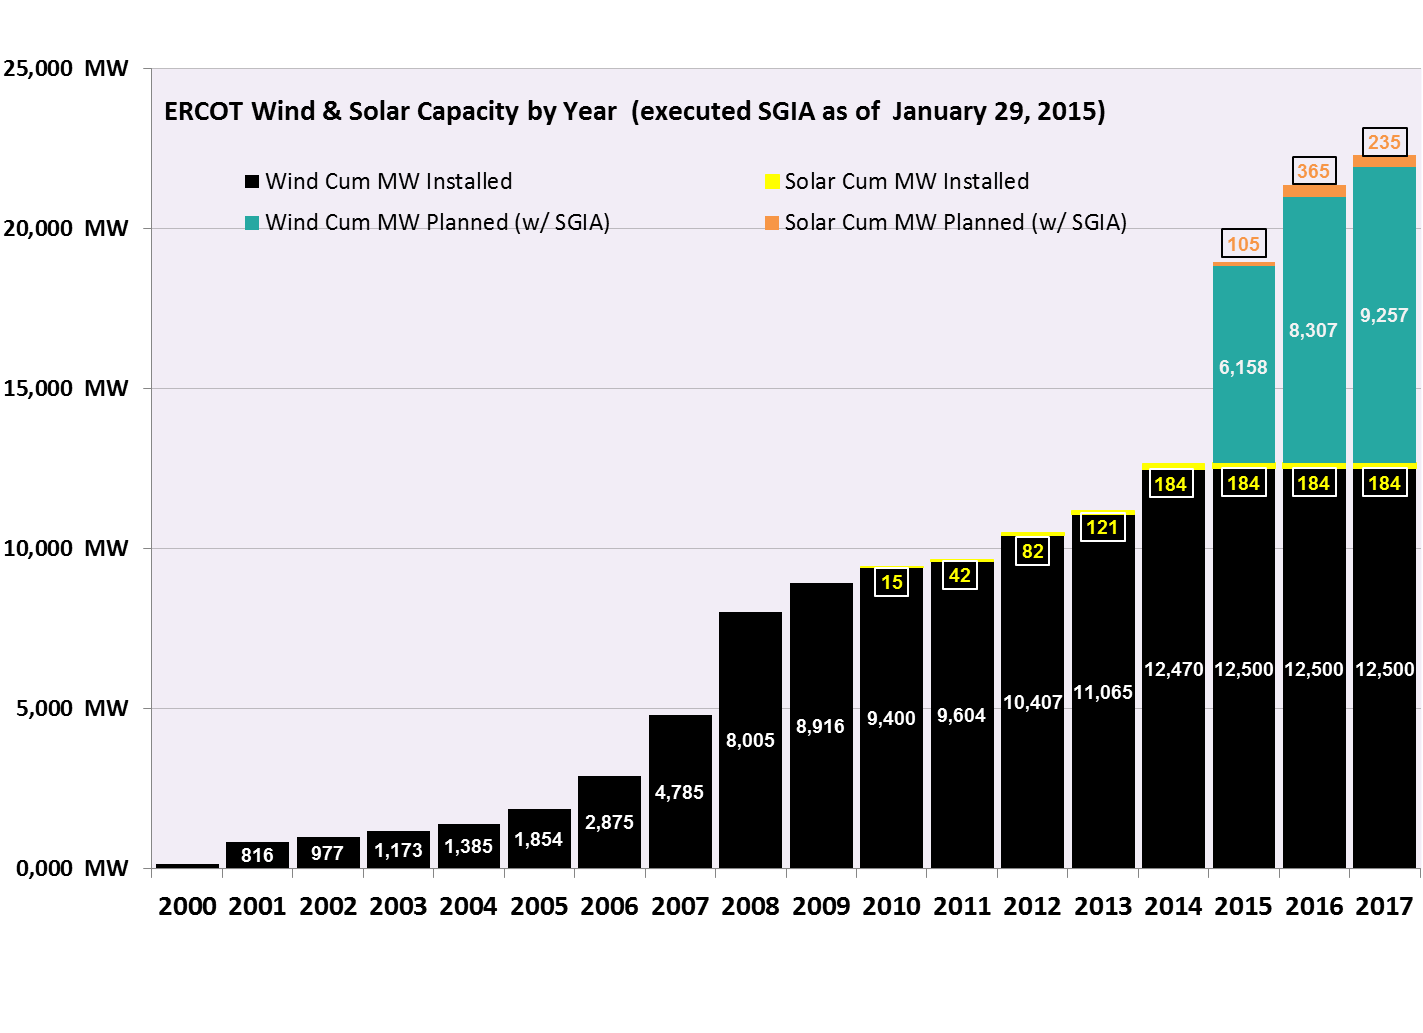 25,000 MW
ERCOT Wind & Solar Capacity by Year (executed SGIA as of January 29, 2015)
235
365
Wind Cum MW Installed
Solar Cum MW Installed
Wind Cum MW Planned (w/ SGIA)
Solar Cum MW Planned (w/ SGIA)
20,000 MW
105
9,257
8,307
6,158
15,000 MW
184 184 184 184
121
10,000 MW
82
42
15
12,470 12,500 12,500 12,500
11,065
10,407
5,000 MW
9,604
9,400
8,916
8,005
4,785
2,875
1,854
1,385
1,173
977
816
0,000 MW
2000 2001 2002 2003 2004 2005 2006 2007 2008 2009 2010 2011 2012 2013 2014 2015 2016 2017